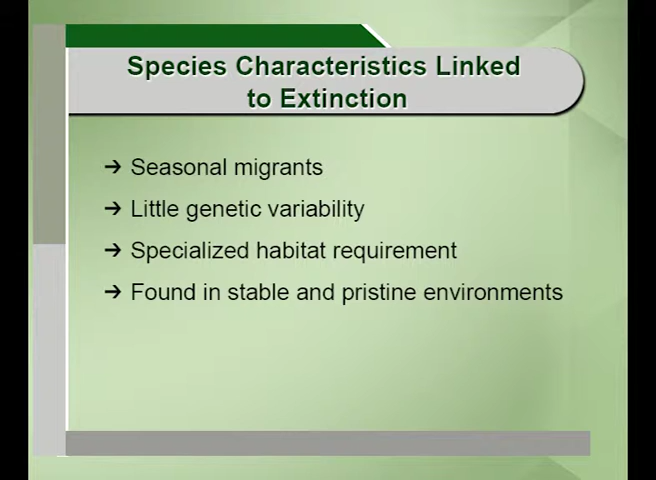 Species Characteristics Linked
to Extinction
→ Seasonal migrants
→ Little genetic variability
→ Specialized habitat requirement
→ Found in stable and pristine environments